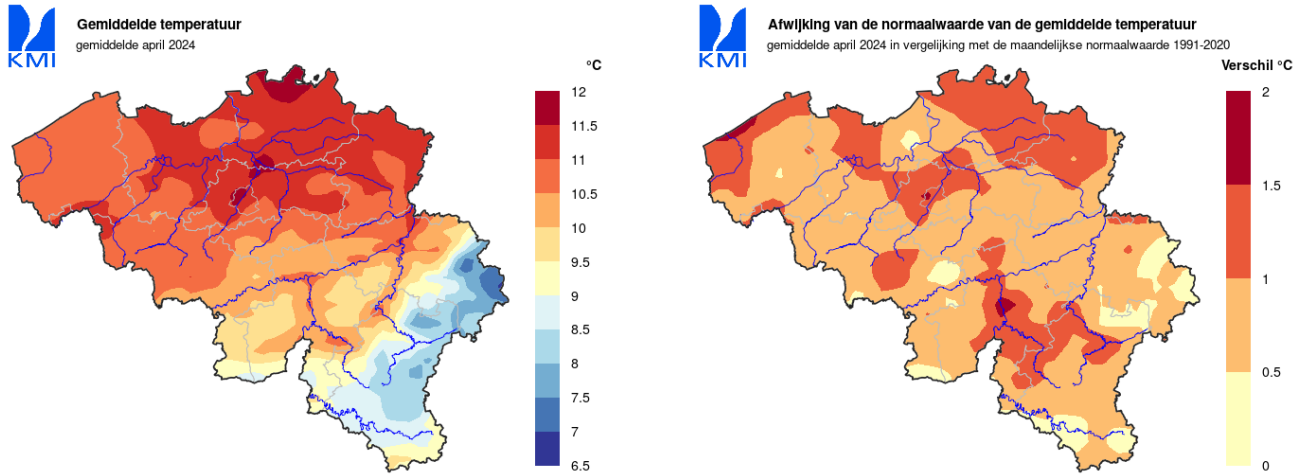 KMI
Gemiddelde temperatuur
gemiddelde april 2024
°C
12
11.5
11
10.5
10
9.5
9
8.5
8
7.5
7
6.5
KMI
Afwijking van de normaalwaarde van de gemiddelde temperatuur
gemiddelde april 2024 in vergelijking met de maandelijkse normaalwaarde 1991-2020
Verschil °C
2
1.5
1
0.5
0